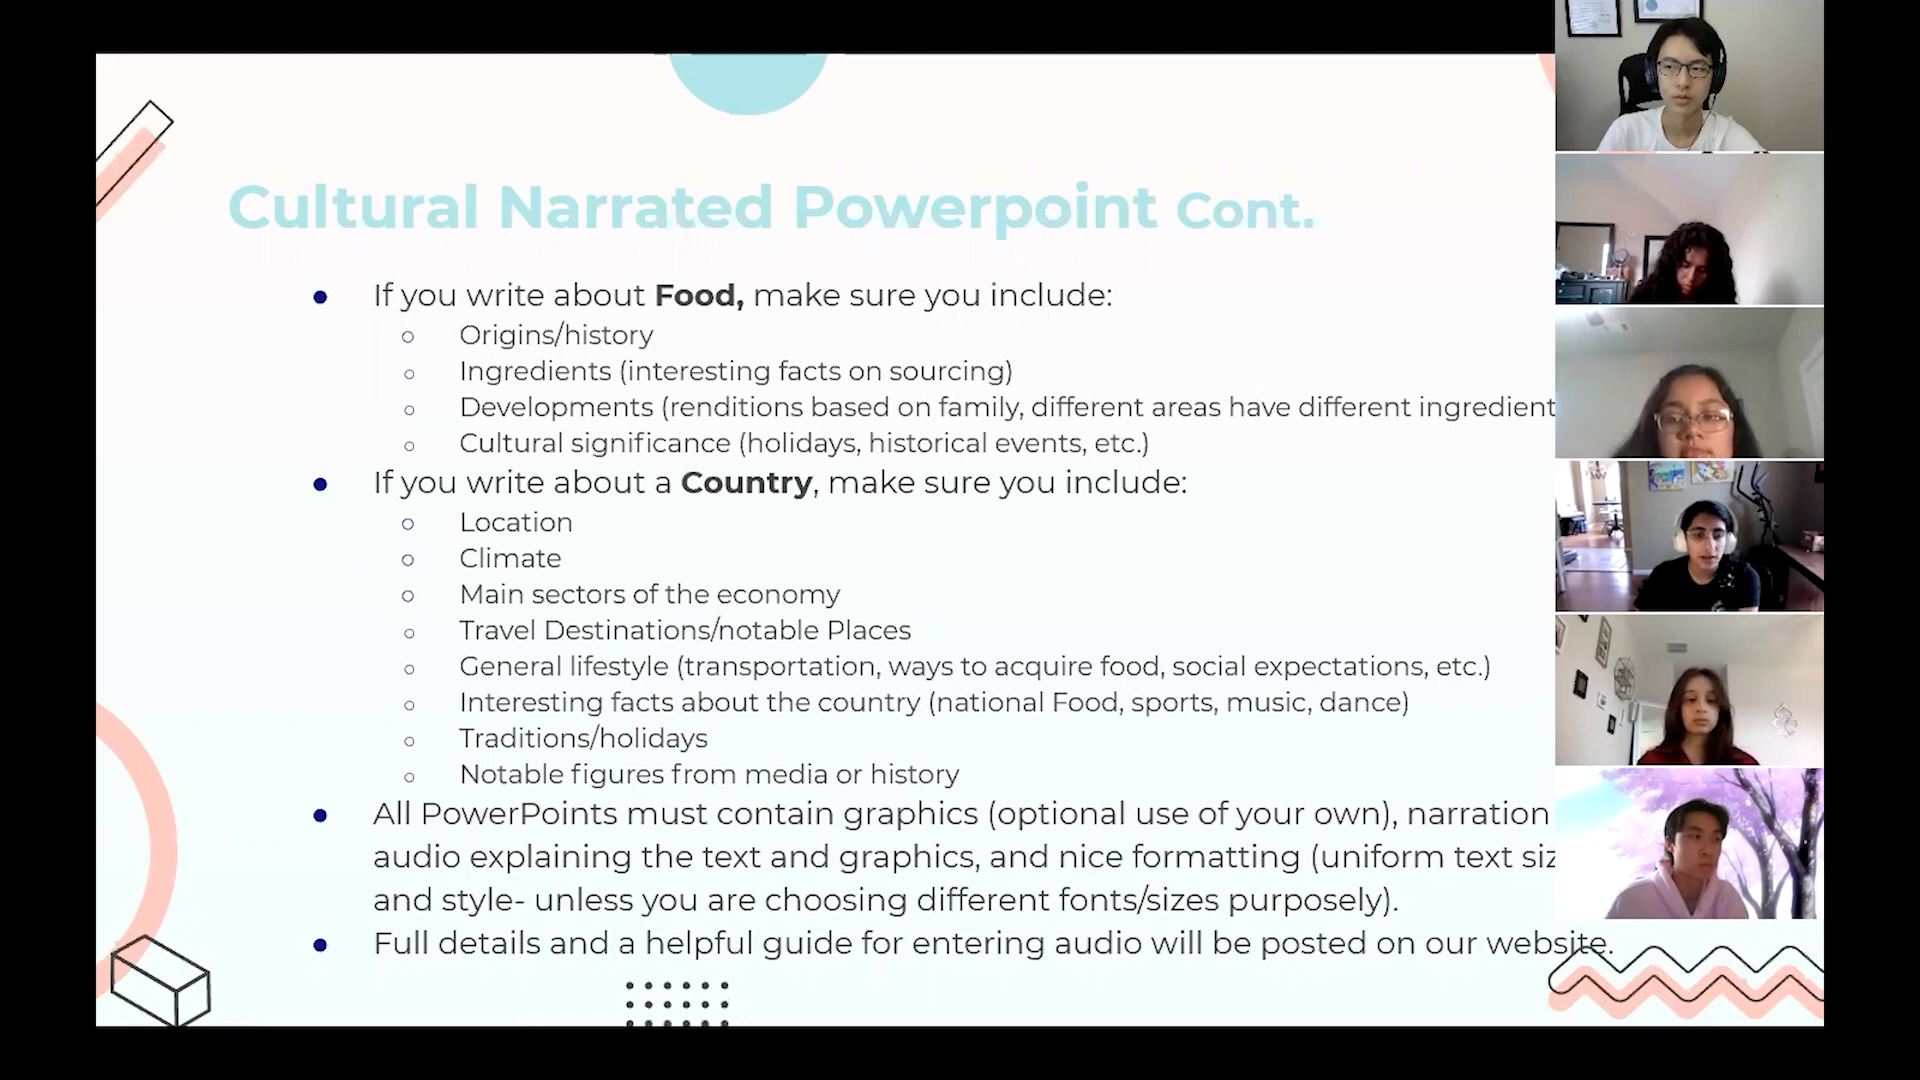 Cultural Narrated Powerpoint Cont.
● If you write about Food, make sure you include:
○ Origins/history
○ Ingredients (interesting facts on sourcing)
○ Developments (renditions based on family, different areas have different ingredient
○ Cultural significance (holidays, historical events, etc.)
● If you write about a Country, make sure you include:
○ Location
○ Climate
○ Main sectors of the economy
○ Travel Destinations/notable Places
○ General lifestyle (transportation, ways to acquire food, social expectations, etc.)
○ Interesting facts about the country (national Food, sports, music, dance)
○ Traditions/holidays
○ Notable figures from media or history
● All PowerPoints must contain graphics (optional use of your own), narration
audio explaining the text and graphics, and nice formatting (uniform text siz
and style- unless you are choosing different fonts/sizes purposely).
● Full details and a helpful guide for entering audio will be posted on our website.